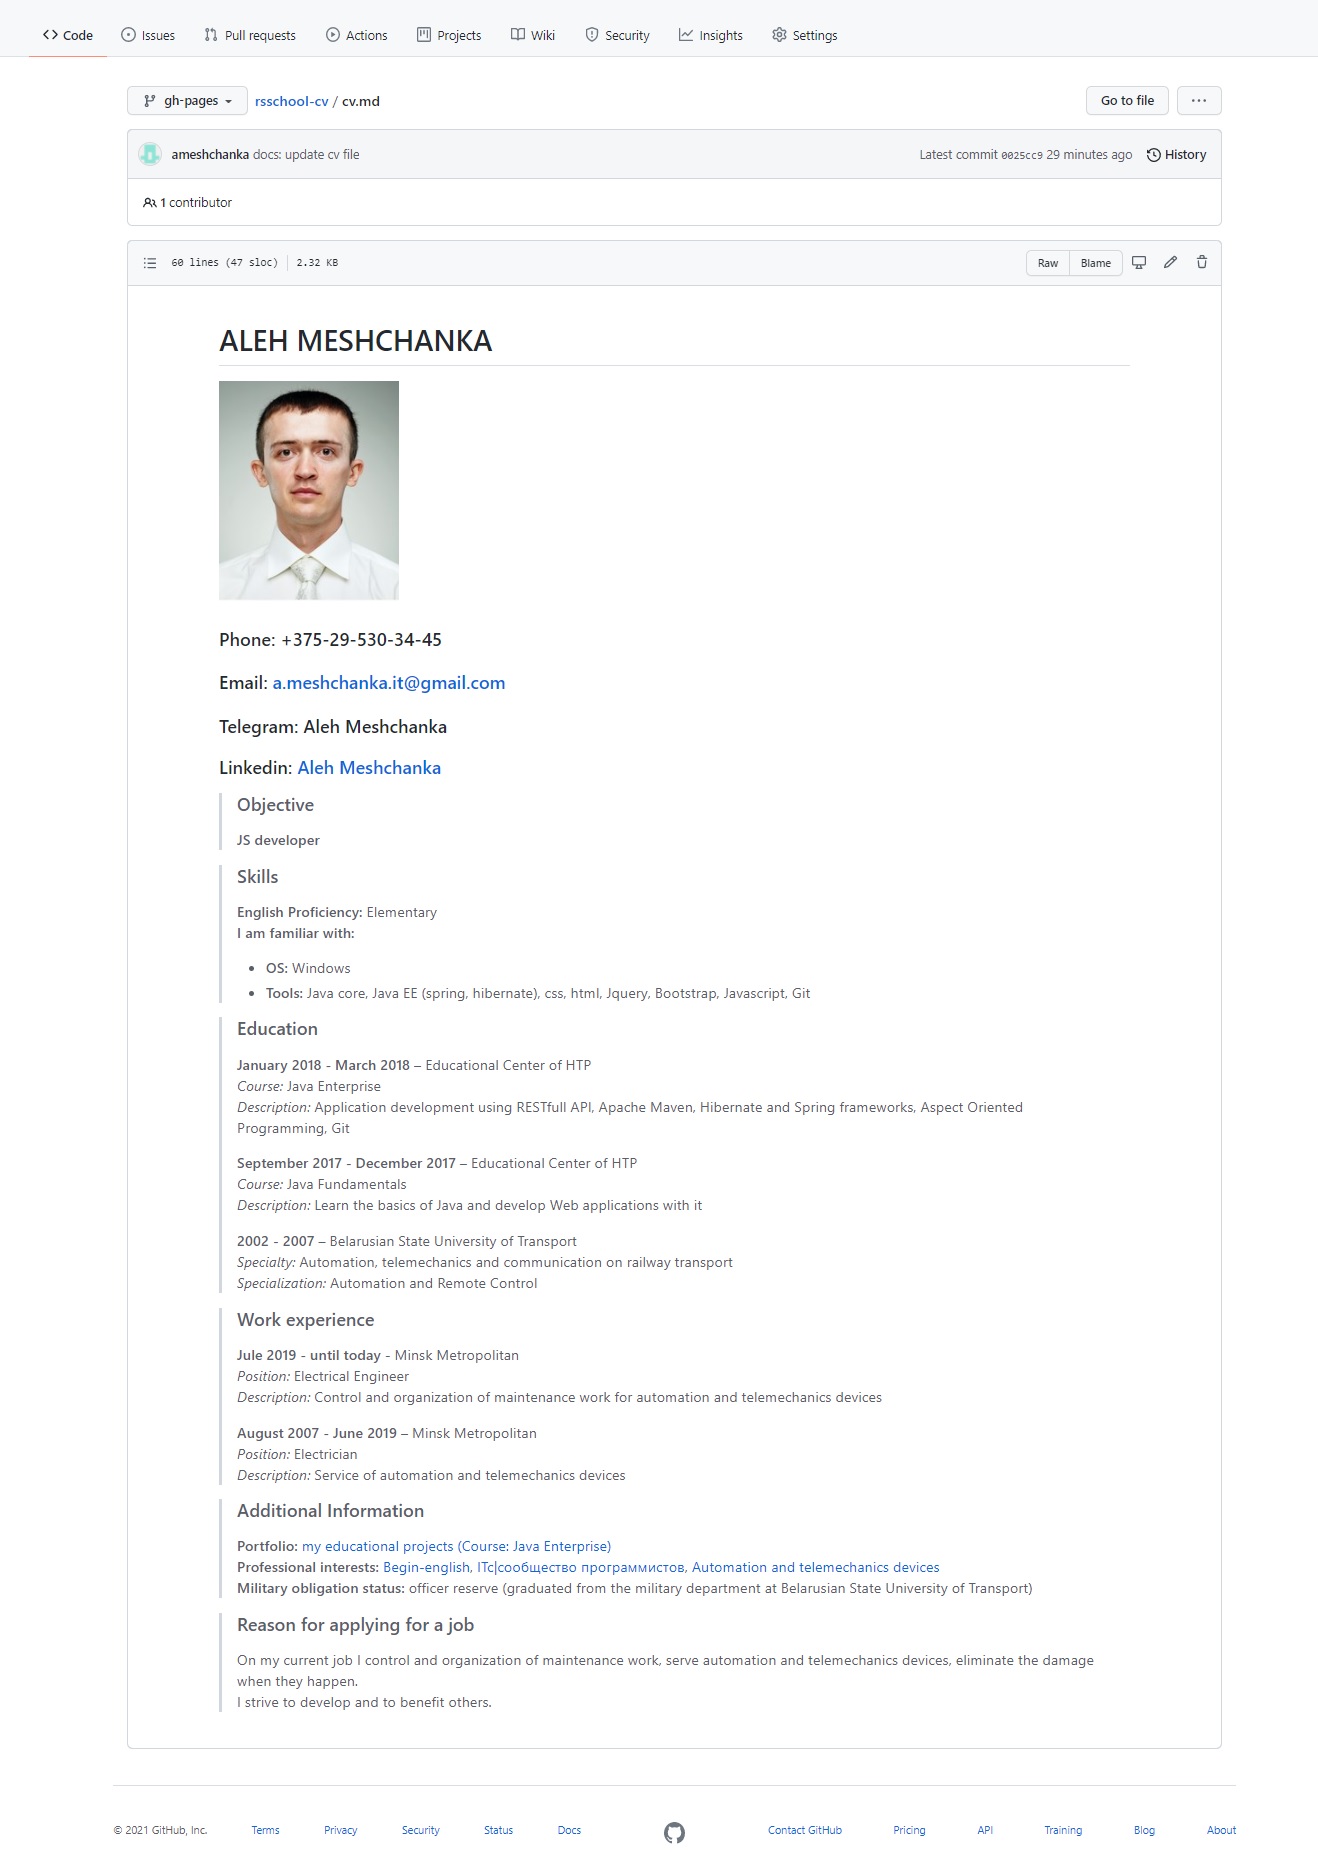 Code Issues Pull requests Actions Projects Wiki Security Insights Settings
gh-pages rsschool-cv / cv.md Go to file ...
ameshchanka docs: update cv file Latest commit 0025cc9 29 minutes ago History
1 contributor
60 lines (47 sloc) 2.32 KB Raw Blame
ALEH MESHCHANKA
Phone: +375-29-530-34-45
Email: a.meshchanka.it@gmail.com
Telegram: Aleh Meshchanka
Linkedin: Aleh Meshchanka
Objective
JS developer
Skills
English Proficiency: Elementary
I am familiar with:
• OS: Windows
• Tools: Java core, Java EE (spring, hibernate), css, html, Jquery, Bootstrap, Javascript, Git
Education
January 2018 - March 2018 – Educational Center of HTP
Course: Java Enterprise
Description: Application development using RESTfull API, Apache Maven, Hibernate and Spring frameworks, Aspect Oriented
Programming, Git
September 2017 - December 2017 – Educational Center of HTP
Course: Java Fundamentals
Description: Learn the basics of Java and develop Web applications with it
2002 - 2007 – Belarusian State University of Transport
Specialty: Automation, telemechanics and communication on railway transport
Specialization: Automation and Remote Control
Work experience
Jule 2019 - until today - Minsk Metropolitan
Position: Electrical Engineer
Description: Control and organization of maintenance work for automation and telemechanics devices
August 2007 - June 2019 – Minsk Metropolitan
Position: Electrician
Description: Service of automation and telemechanics devices
Additional Information
Portfolio: my educational projects (Course: Java Enterprise)
Professional interests: Begin-english, ITc|сообщество программистов, Automation and telemechanics devices
Military obligation status: officer reserve (graduated from the military department at Belarusian State University of Transport)
Reason for applying for a job
On my current job I control and organization of maintenance work, serve automation and telemechanics devices, eliminate the damage
when they happen.
I strive to develop and to benefit others.
© 2021 GitHub, Inc. Terms Privacy Security Status Docs Contact GitHub Pricing API Training Blog About